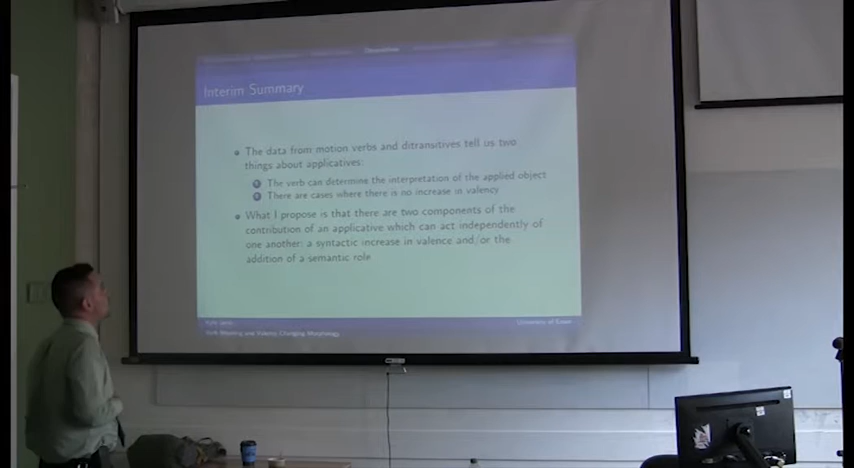 Interim Summary
The data from motion verbs and ditransitives tell us two
things about applicatives:
1 The verb can determine the interpretation of the applied object
2 There are cases where there is no increase in valency
What I propose is that there are two components of the
contribution of an applicative which can act independently of
one another: a syntactic increase in valence and/or the
addition of a semantic role
Verb Meaning and Valency Changing Morphology
University of Essex